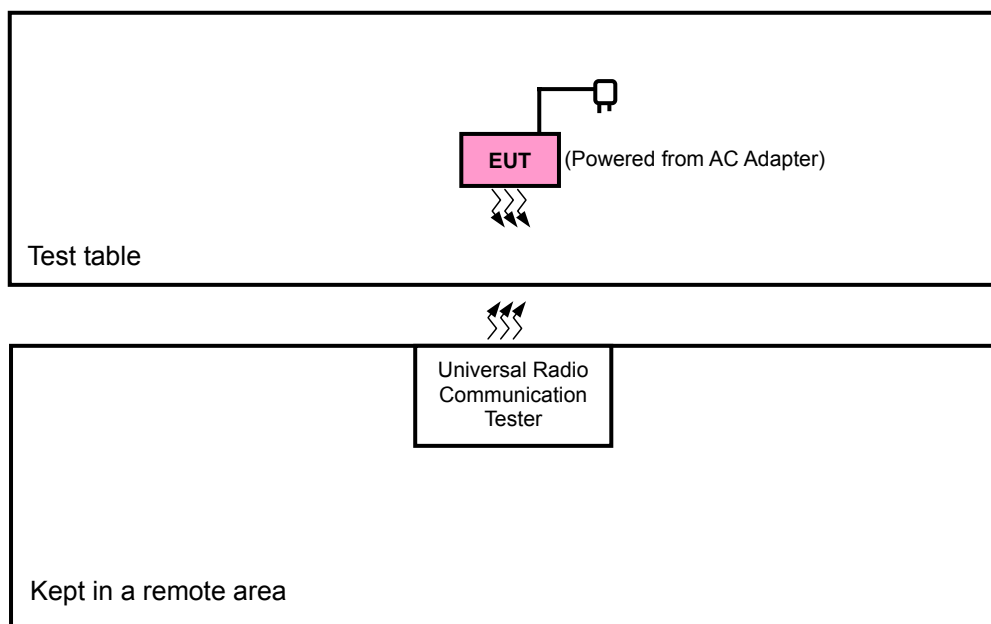 EUT (Powered from AC Adapter)
Test table
Universal Radio
Communication
Tester
Kept in a remote area